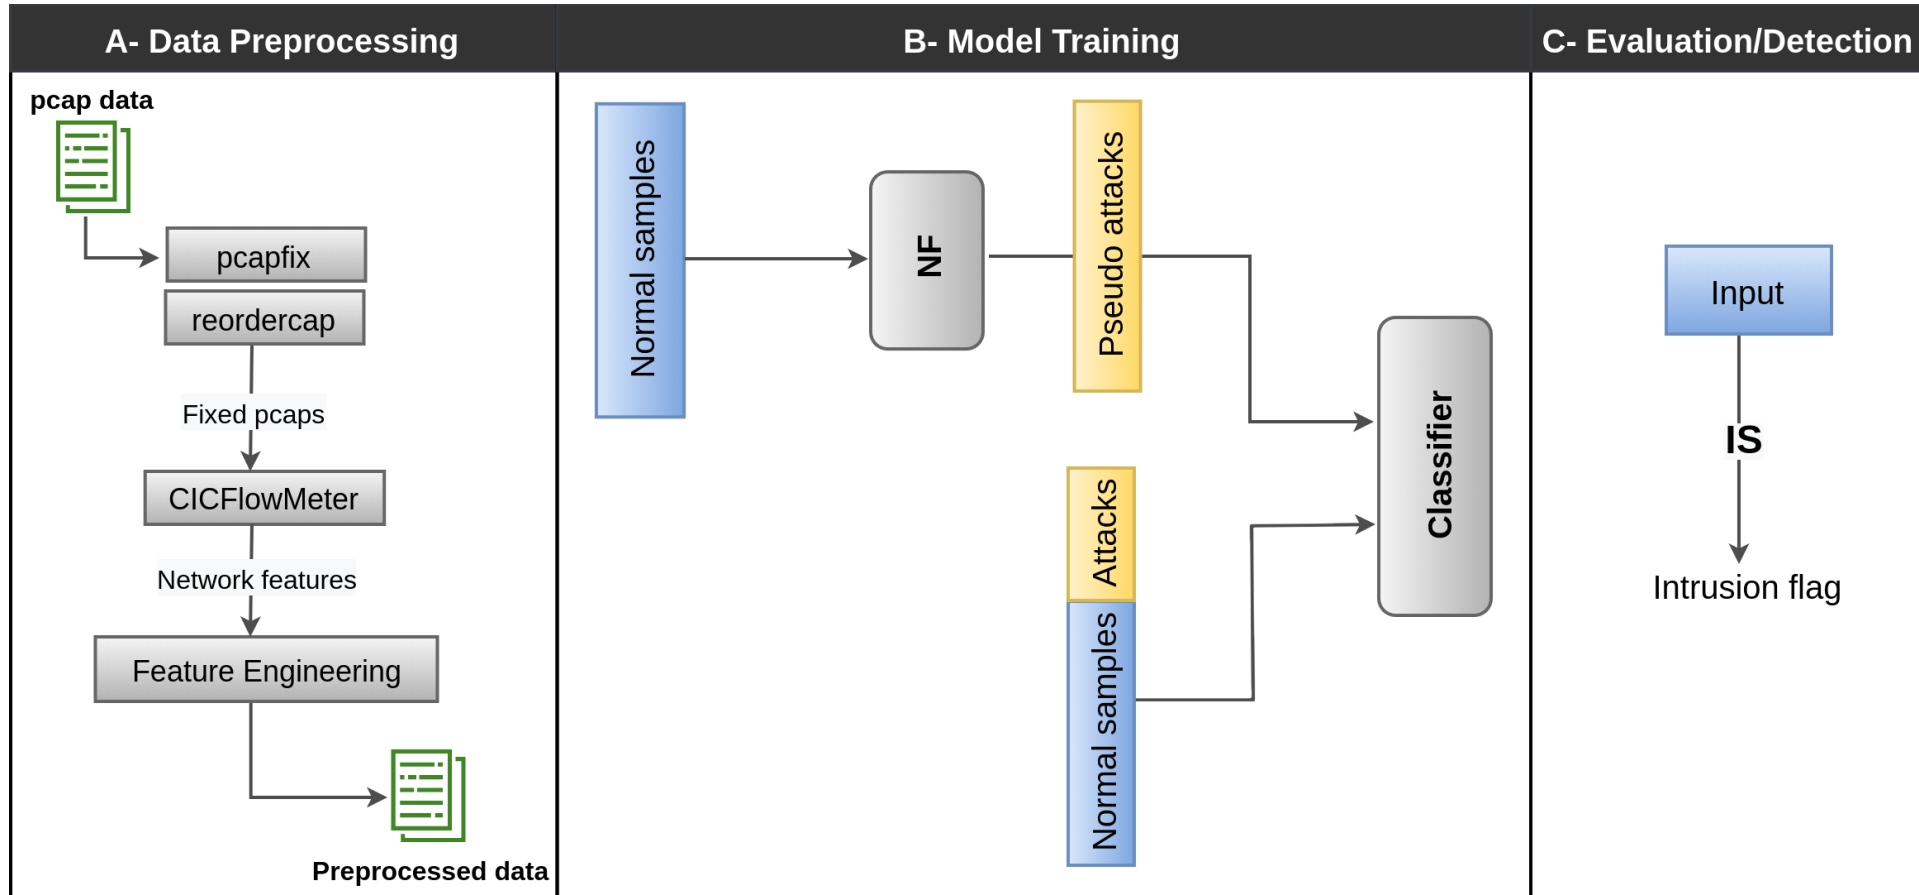 A- Data Preprocessing
B- Model Training
C- Evaluation/Detection
pcap data
pcapfix
reordercap
Fixed pcaps
CICFlowMeter
Network features
Feature Engineering
Preprocessed data
Normal samples
NF
Pseudo attacks
Attacks
Normal samples
Classifier
Input
IS
Intrusion flag